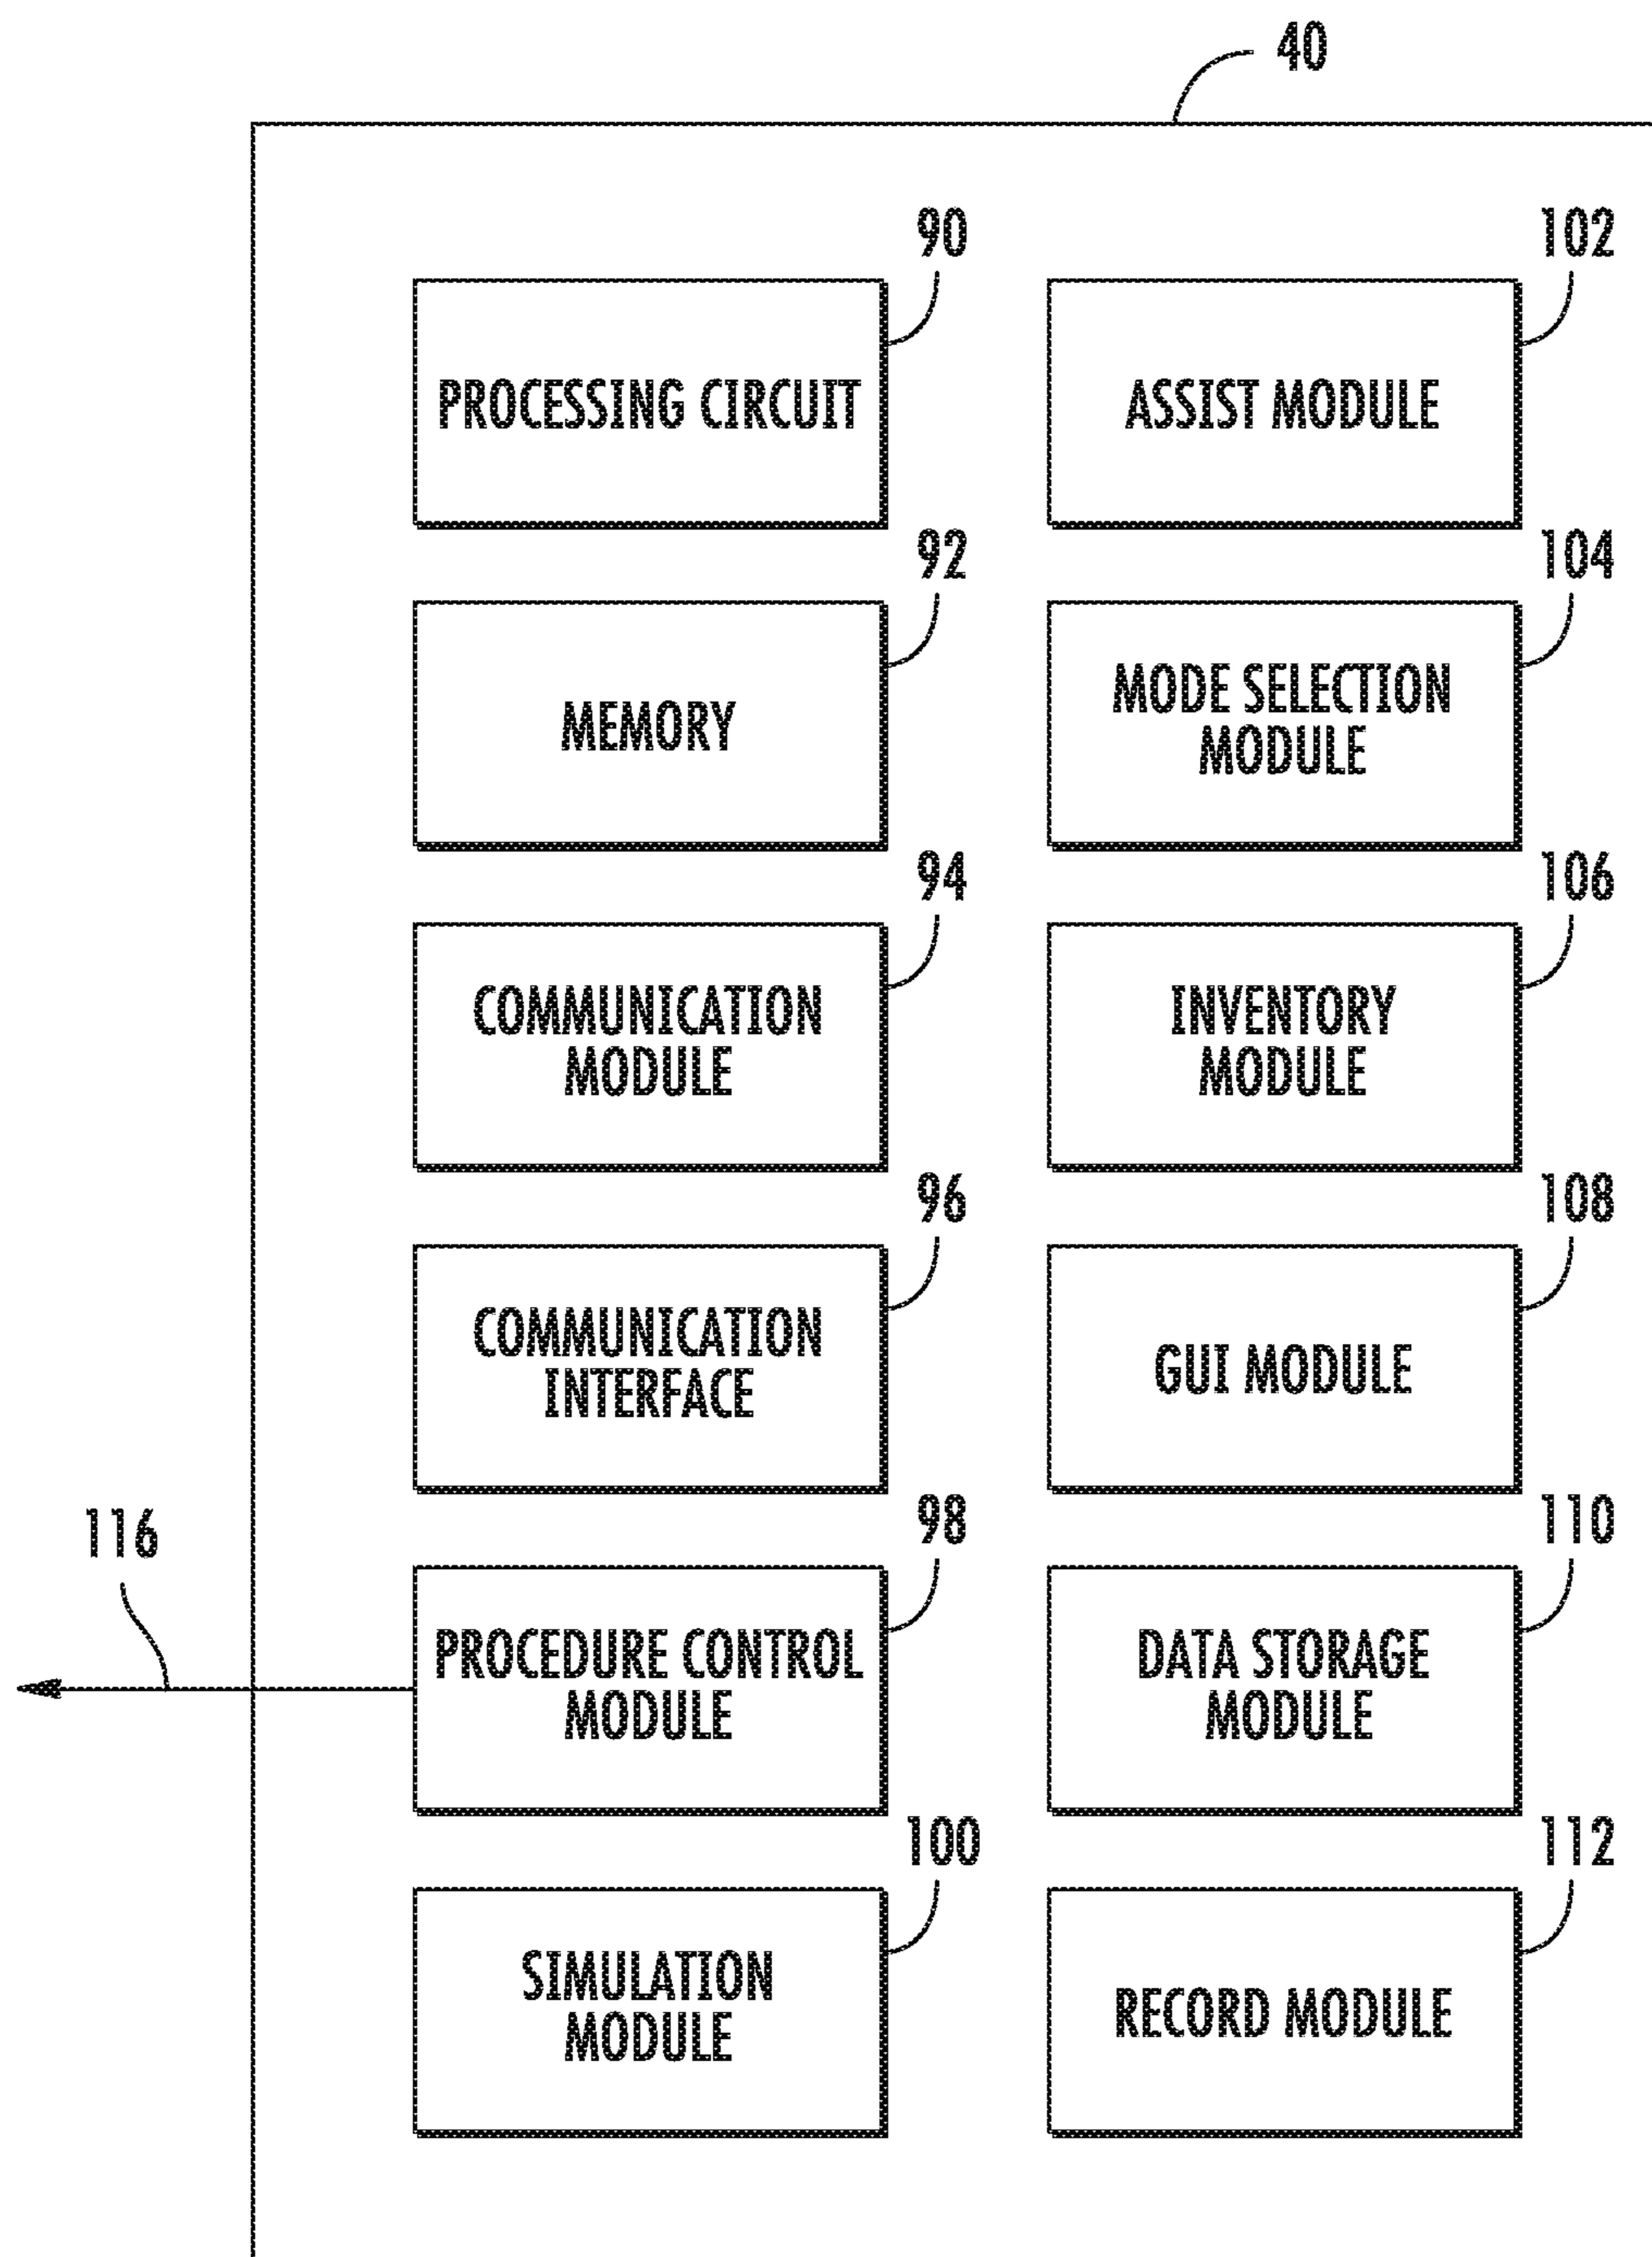 40
90
102
PROCESSING CIRCUIT
ASSIST MODULE
92
104
MEMORY
MODE SELECTION
MODULE
94
106
COMMUNICATION
MODULE
INVENTORY
MODULE
96
108
COMMUNICATION
INTERFACE
GUI MODULE
116
98
110
PROCEDURE CONTROL
MODULE
DATA STORAGE
MODULE
100
112
SIMULATION
MODULE
RECORD MODULE